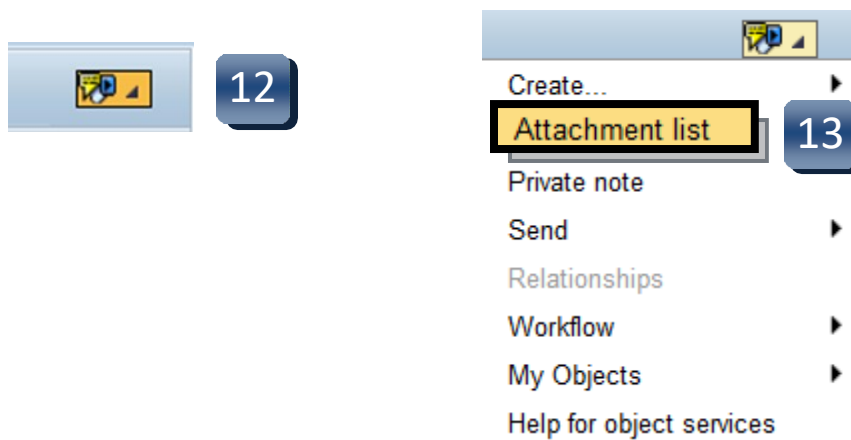 12
Create...
Attachment list
13
Private note
Send
Relationships
Workflow
My Objects
Help for object services